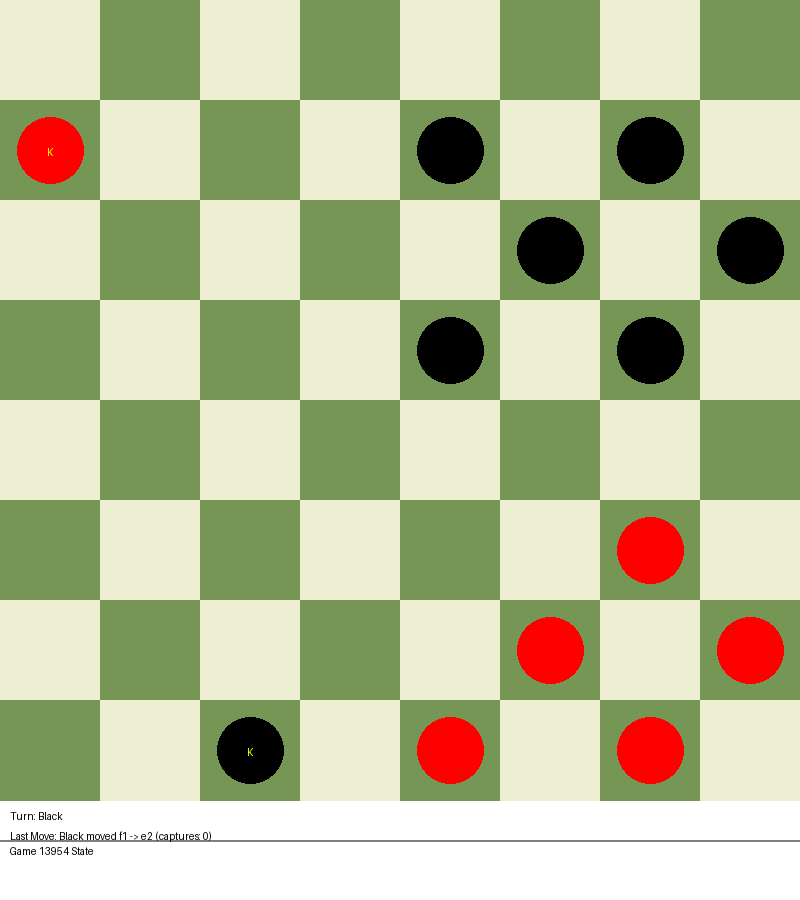 K
K
Turn: Black
Last Move: Black moved f1 -> e2 (captures: 0)
Game 13954 State